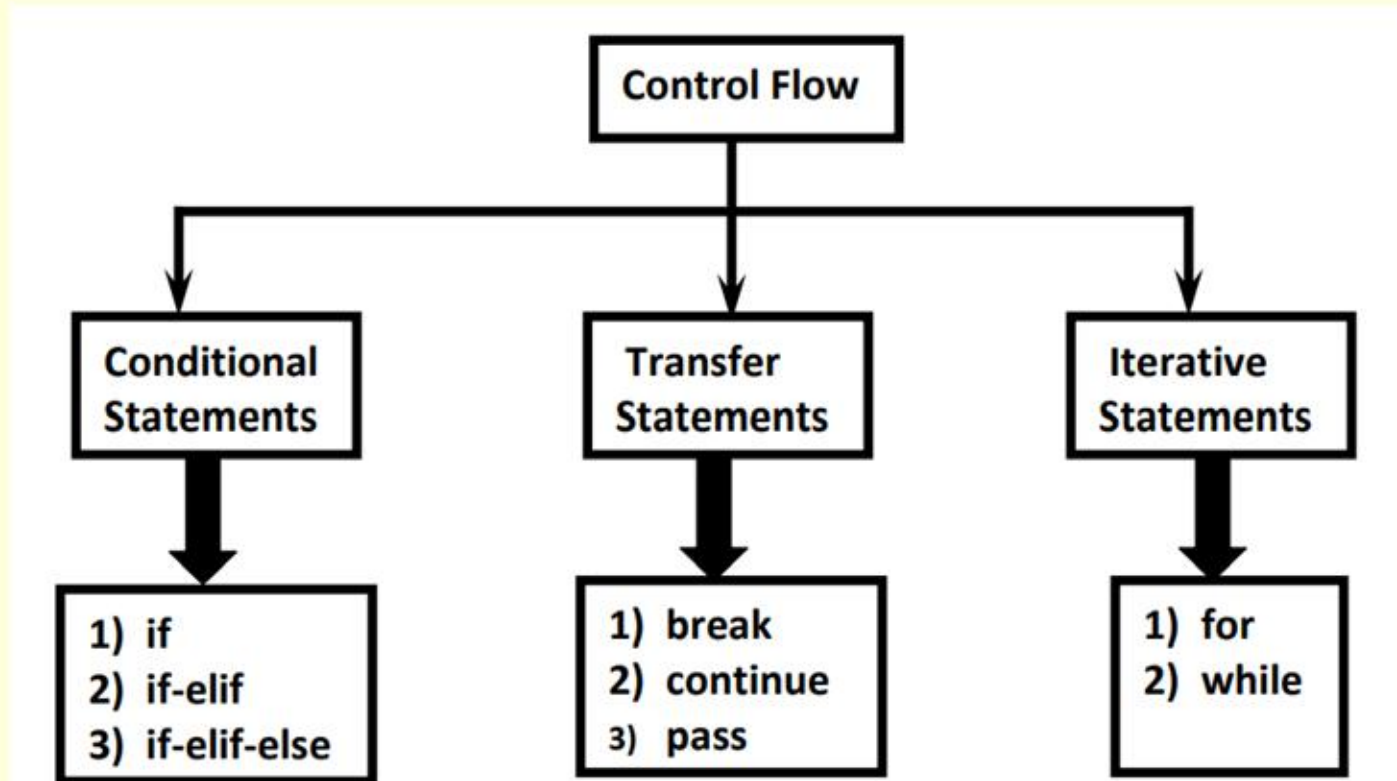 Control Flow
Conditional
Statements
Transfer
Statements
Iterative
Statements
1) if
2) if-elif
3) if-elif-else
1) break
2) continue
3) pass
1) for
2) while